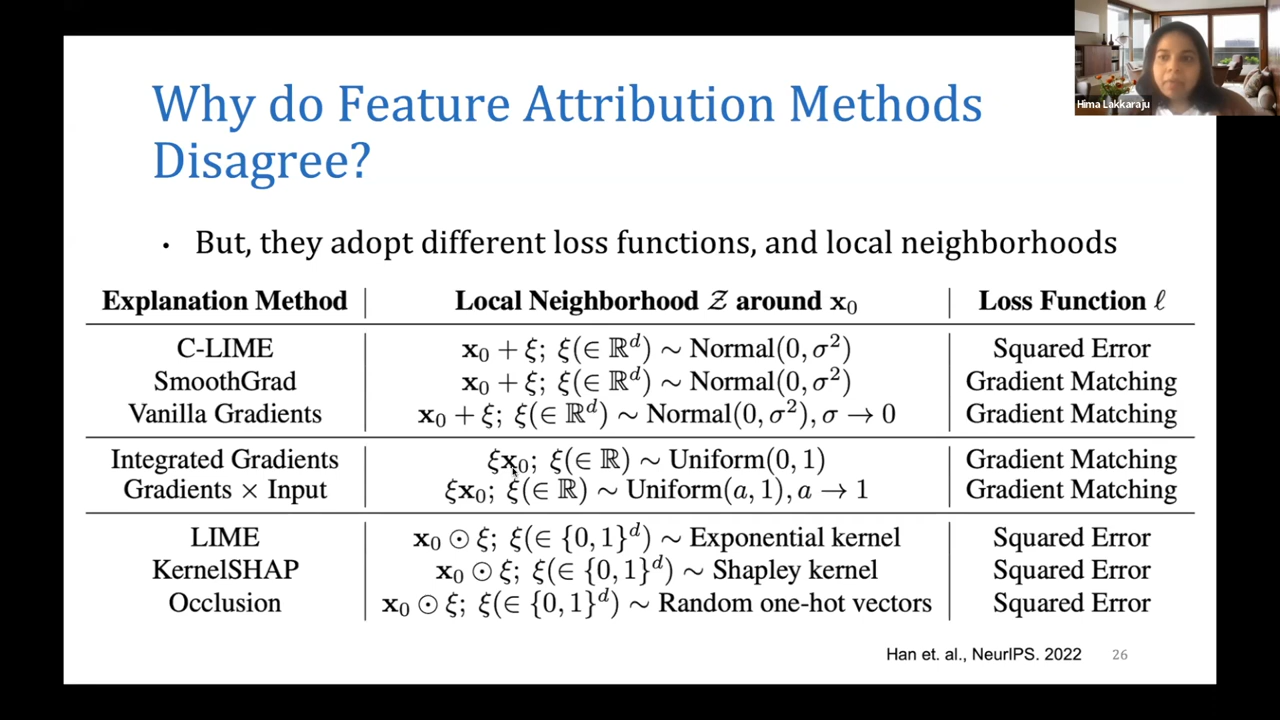 Hima Lakkaraju
Why do Feature Attribution Methods
Disagree?
• But, they adopt different loss functions, and local neighborhoods
Explanation Method | Local Neighborhood 𝒵 around x₀ | Loss Function ℓ
C-LIME | x₀ + ξ; ξ(∈ ℝᵈ) ∼ Normal(0, σ²) | Squared Error
SmoothGrad | x₀ + ξ; ξ(∈ ℝᵈ) ∼ Normal(0, σ²) | Gradient Matching
Vanilla Gradients | x₀ + ξ; ξ(∈ ℝᵈ) ∼ Normal(0, σ²), σ → 0 | Gradient Matching
Integrated Gradients | ξx₀; ξ(∈ ℝ) ∼ Uniform(0, 1) | Gradient Matching
Gradients × Input | ξx₀; ξ(∈ ℝ) ∼ Uniform(a, 1), a → 1 | Gradient Matching
LIME | x₀ ⊙ ξ; ξ(∈ {0, 1}ᵈ) ∼ Exponential kernel | Squared Error
KernelSHAP | x₀ ⊙ ξ; ξ(∈ {0, 1}ᵈ) ∼ Shapley kernel | Squared Error
Occlusion | x₀ ⊙ ξ; ξ(∈ {0, 1}ᵈ) ∼ Random one-hot vectors | Squared Error
Han et. al., NeurIPS. 2022 26